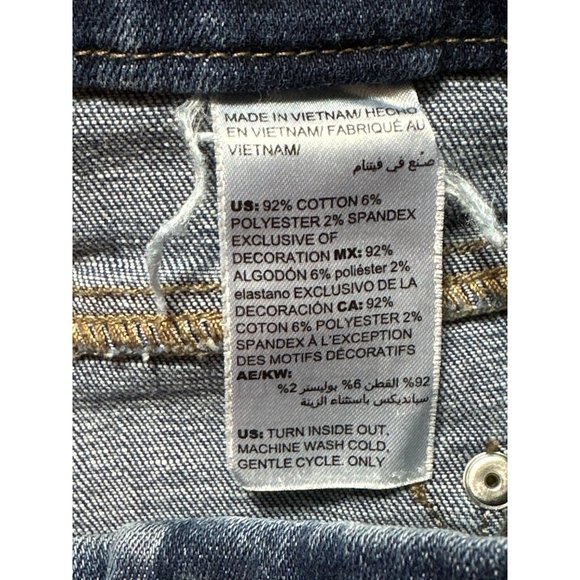 MADE IN VIETNAM/ HECHO
EN VIETNAM/ FABRIQUÉ AU
VIETNAM/
صنع في فيتنام
US: 92% COTTON 6%
POLYESTER 2% SPANDEX
EXCLUSIVE OF
DECORATION MX: 92%
ALGODÓN 6% poliéster 2%
elastano EXCLUSIVO DE LA
DECORACIÓN CA: 92%
COTON 6% POLYESTER 2%
SPANDEX À L'EXCEPTION
DES MOTIFS DÉCORATIFS
AE/KW:
92% القطن 6% بوليستر 2%
سبانديكس باستثناء الزينة
US: TURN INSIDE OUT,
MACHINE WASH COLD,
GENTLE CYCLE. ONLY